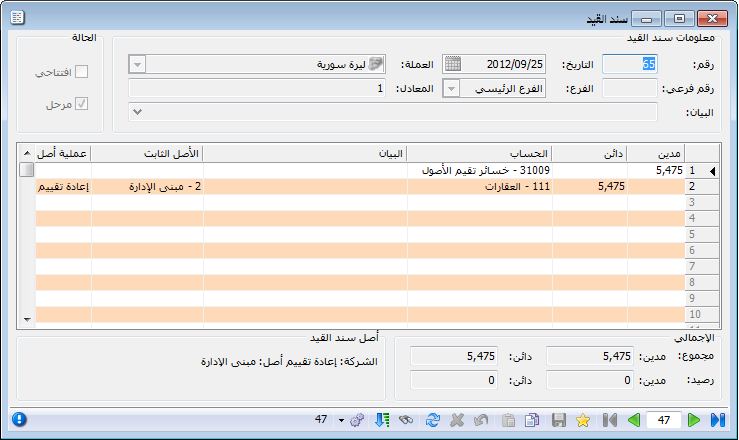 سند القيد
معلومات سند القيد
رقم: 65 التاريخ: 2012/09/25 العملة: ليرة سورية
رقم فرعي: الفرع: الفرع الرئيسي المعادل: 1
البيان:
الحالة
افتتاحي
مرحل
مدين دائن الحساب البيان الأصل الثابت عملية أصل
1 5,475 31009 - خسائر تقيم الأصول
2 5,475 111 - العقارات 2 - مبنى الإدارة إعادة تقييم
3
4
5
6
7
8
9
10
الإجمالي
مجموع: مدين: 5,475 دائن: 5,475
رصيد: مدين: 0 دائن: 0
أصل سند القيد
الشركة: إعادة تقييم أصل: مبنى الإدارة
47 47